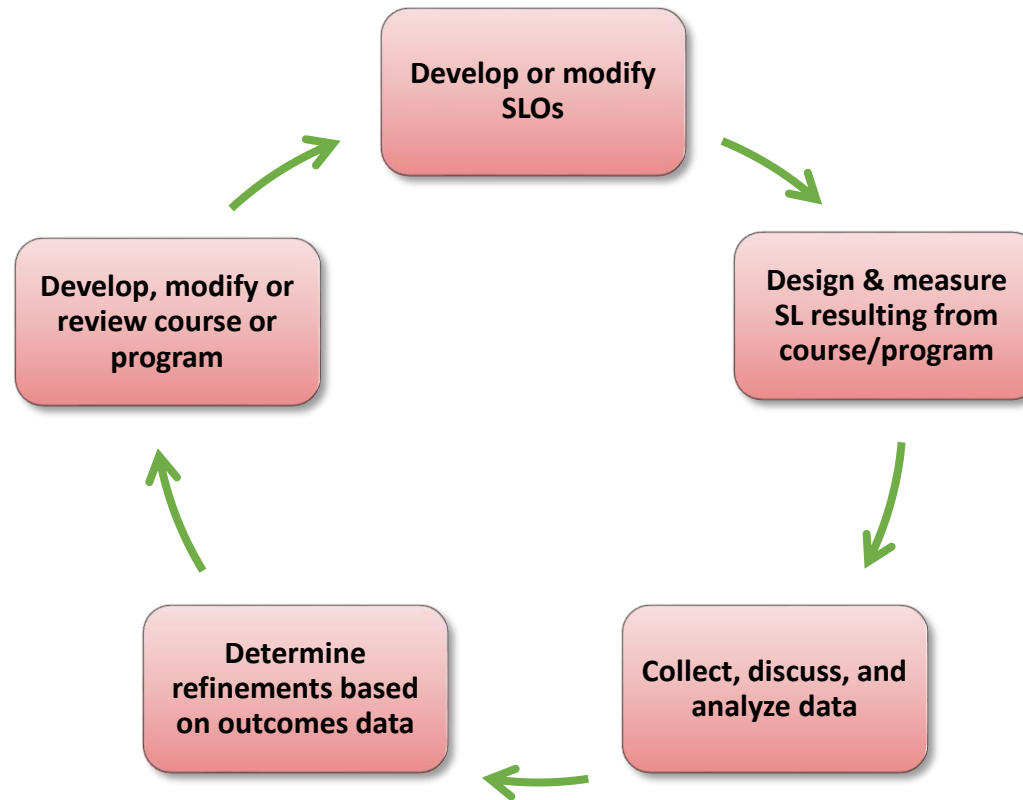 Develop or modify
SLOs
Design & measure
SL resulting from
course/program
Collect, discuss, and
analyze data
Determine
refinements based
on outcomes data
Develop, modify or
review course or
program